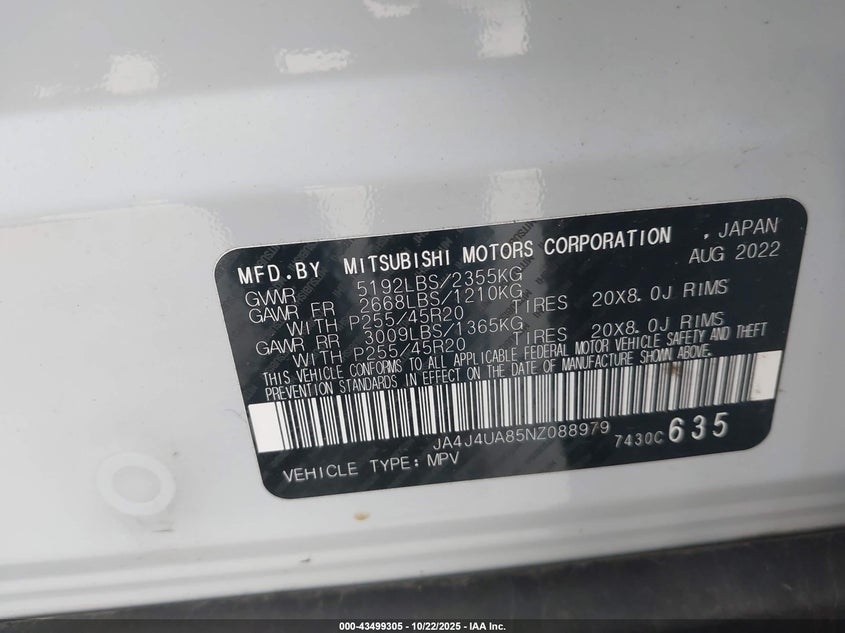 MFD.BY MITSUBISHI MOTORS CORPORATION , JAPAN
AUG 2022
GVWR 5192LBS/2355KG
GAWR FR 2668LBS/1210KG
WITH P255/45R20 TIRES 20X8.0J RIMS
GAWR RR 3009LBS/1365KG
WITH P255/45R20 TIRES 20X8.0J RIMS
THIS VEHICLE CONFORMS TO ALL APPLICABLE FEDERAL MOTOR VEHICLE SAFETY AND THEFT
PREVENTION STANDARDS IN EFFECT ON THE DATE OF MANUFACTURE SHOWN ABOVE.
JA4J4UA85NZ088979 7430C 635
VEHICLE TYPE: MPV
000-43499305 - 10/22/2025 - IAA Inc.